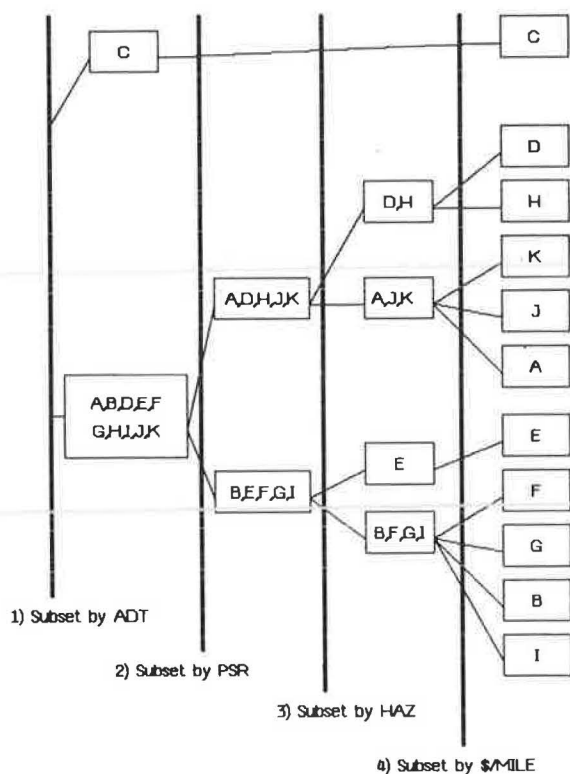 C
C
D
D,H
H
K
A,D,H,J,K
A,J,K
J
A
A,B,D,E,F
G,H,I,J,K
E
E
B,E,F,G,I
F
B,F,G,I
G
B
I
1) Subset by ADT
2) Subset by PSR
3) Subset by HAZ
4) Subset by $/MILE